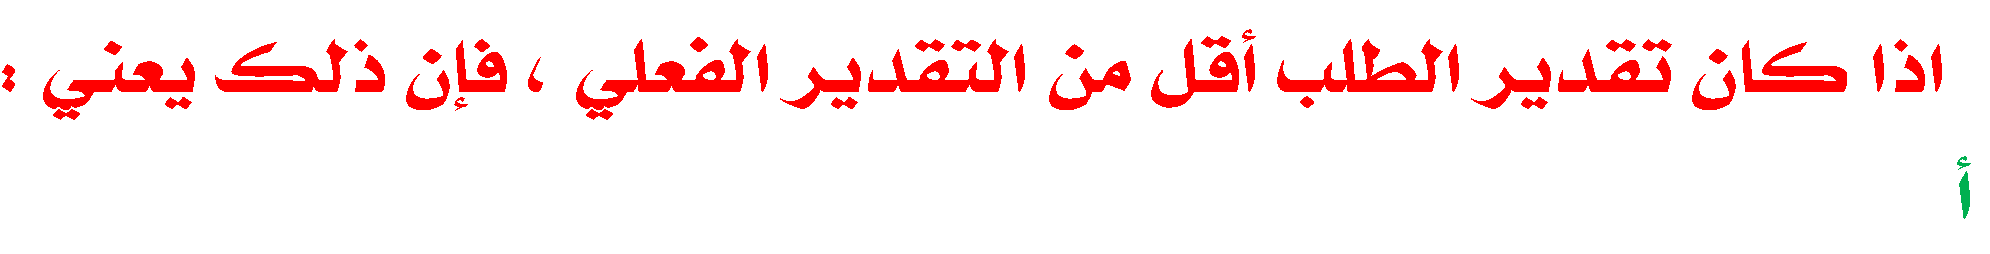 اذا كان تقدير الطلب أقل من التقدير الفعلي ، فإن ذلك يعني :
أ